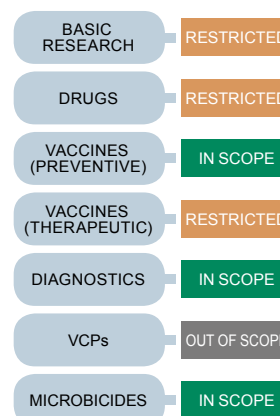 BASIC
RESEARCH
RESTRICTED
DRUGS
RESTRICTED
VACCINES
(PREVENTIVE)
IN SCOPE
VACCINES
(THERAPEUTIC)
RESTRICTED
DIAGNOSTICS
IN SCOPE
VCPs
OUT OF SCOPE
MICROBICIDES
IN SCOPE